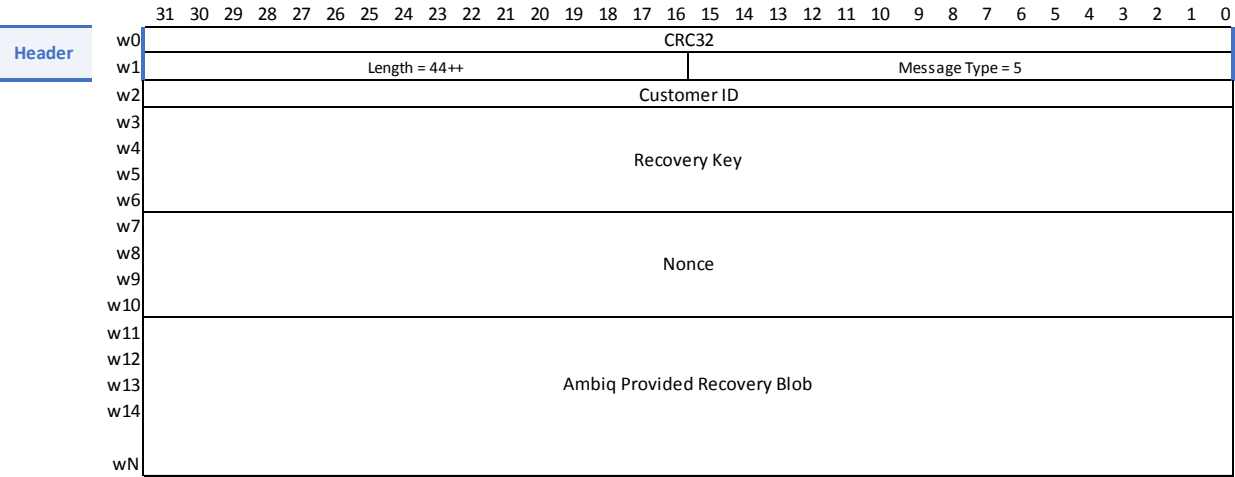 31 30 29 28 27 26 25 24 23 22 21 20 19 18 17 16 15 14 13 12 11 10 9 8 7 6 5 4 3 2 1 0
Header
w0 CRC32
w1 Length = 44++ Message Type = 5
w2 Customer ID
w3
w4
Recovery Key
w5
w6
w7
w8
Nonce
w9
w10
w11
w12
w13 Ambiq Provided Recovery Blob
w14
wN